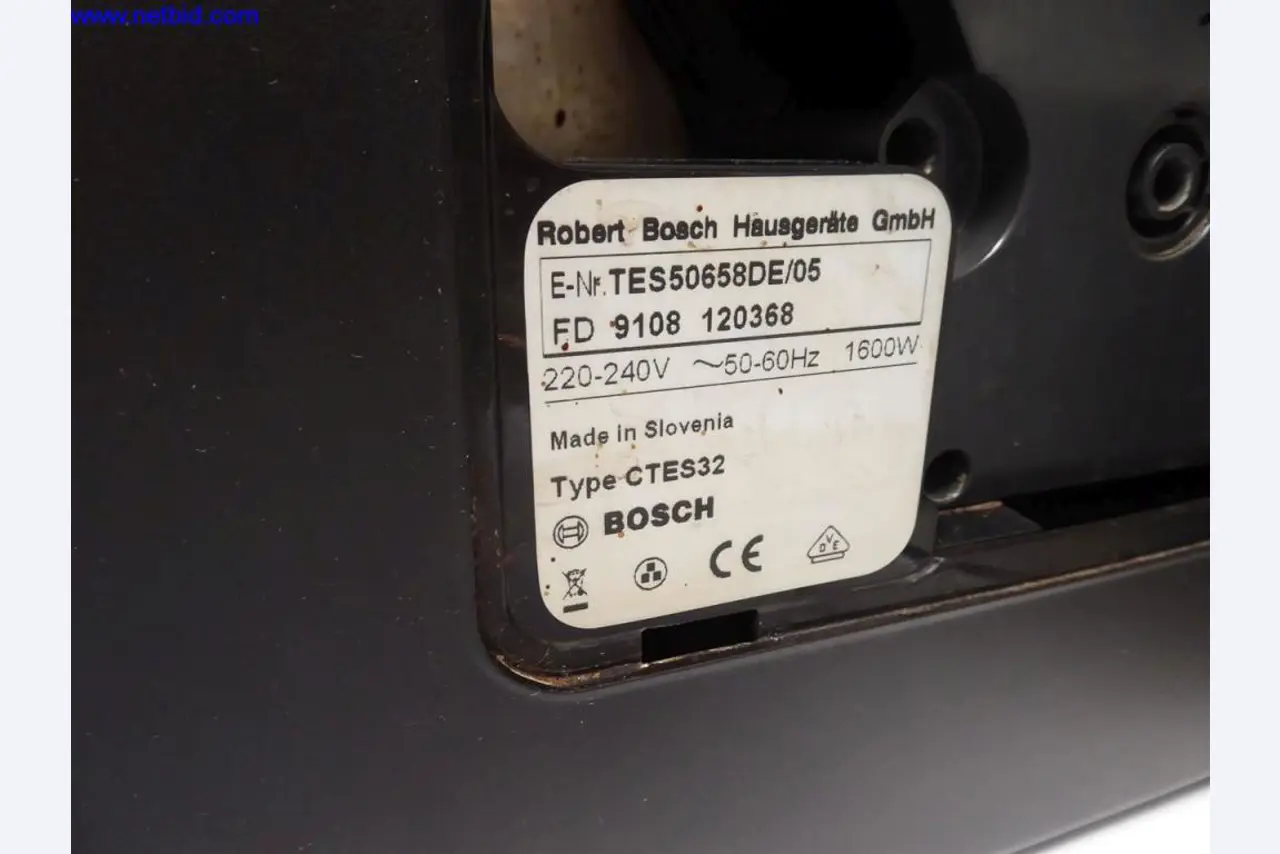 www.netbid.com
Robert Bosch Hausgeräte GmbH
E-Nr. TES50658DE/05
FD 9108 120368
220-240V ~50-60Hz 1600W
Made in Slovenia
Type CTES32
BOSCH
CE
VDE